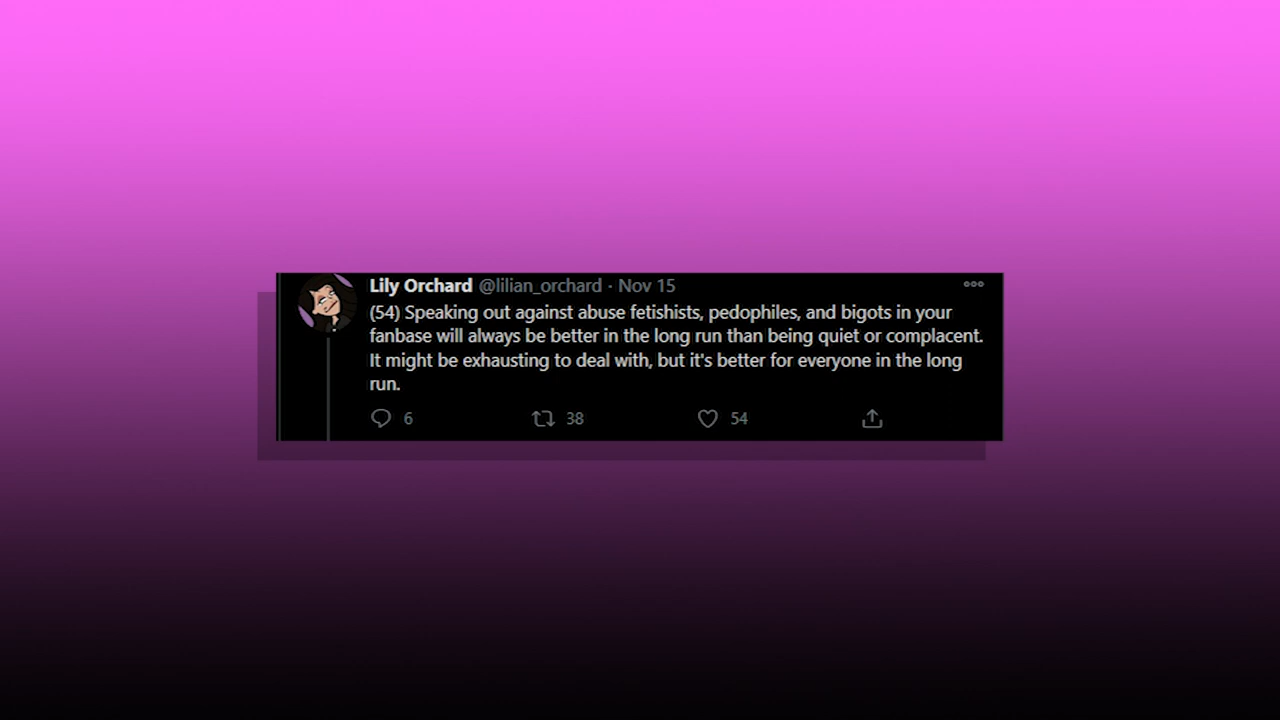 Lily Orchard @lilian_orchard · Nov 15
(54) Speaking out against abuse fetishists, pedophiles, and bigots in your
fanbase will always be better in the long run than being quiet or complacent.
It might be exhausting to deal with, but it's better for everyone in the long
run.
6 38 54